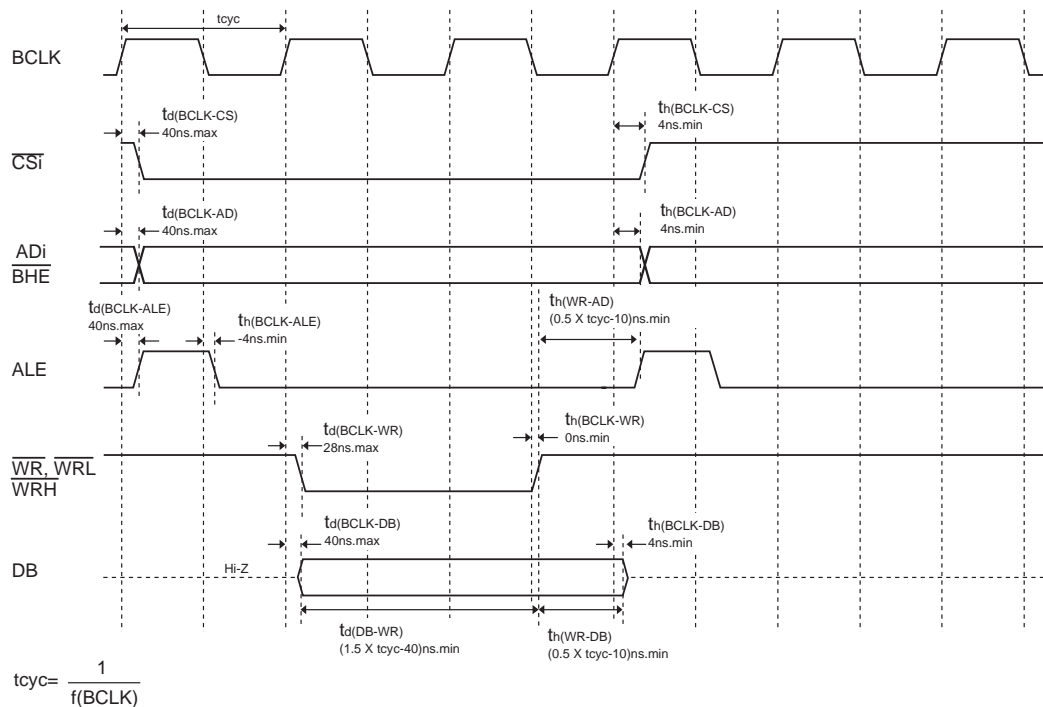 tcyc
BCLK
td(BCLK-CS)
40ns.max
th(BCLK-CS)
4ns.min
CSi
td(BCLK-AD)
40ns.max
th(BCLK-AD)
4ns.min
ADi
BHE
td(BCLK-ALE)
40ns.max
th(BCLK-ALE)
-4ns.min
th(WR-AD)
(0.5 X tcyc-10)ns.min
ALE
td(BCLK-WR)
28ns.max
th(BCLK-WR)
0ns.min
WR, WRL
WRH
td(BCLK-DB)
40ns.max
th(BCLK-DB)
4ns.min
DB
Hi-Z
td(DB-WR)
(1.5 X tcyc-40)ns.min
th(WR-DB)
(0.5 X tcyc-10)ns.min
tcyc= 1
f(BCLK)